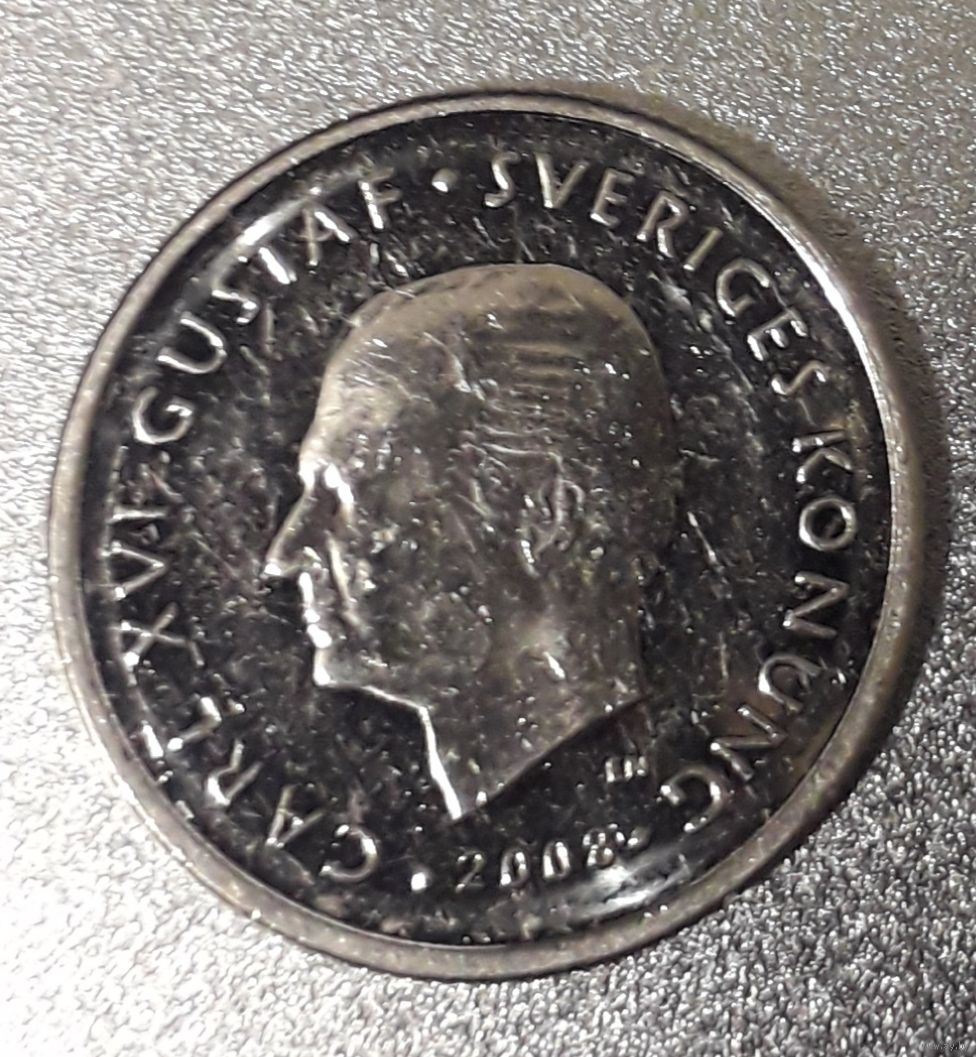 CARL XVI GUSTAF · SVERIGES KONUNG
· 2008 ·